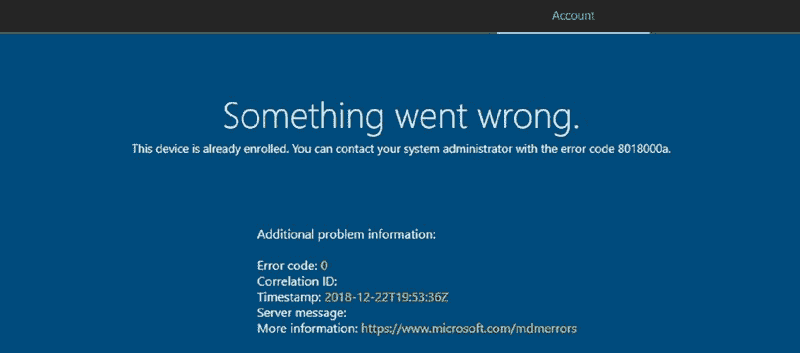 Account
Something went wrong.
This device is already enrolled. You can contact your system administrator with the error code 8018000a.
Additional problem information:
Error code: 0
Correlation ID:
Timestamp: 2018-12-22T19:53:36Z
Server message:
More information: https://www.microsoft.com/mdmerrors